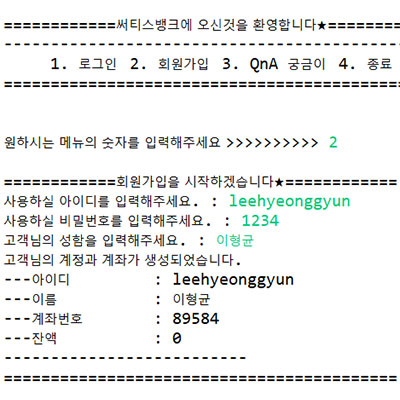 ============써티스뱅크에 오신것을 환영합니다★========
--------------------------------------------
1. 로그인 2. 회원가입 3. QnA 궁금이 4. 종료
============================================
원하시는 메뉴의 숫자를 입력해주세요 >>>>>>>>>> 2
============회원가입을 시작하겠습니다★============
사용하실 아이디를 입력해주세요. : leehyeonggyun
사용하실 비밀번호를 입력해주세요. : 1234
고객님의 성함을 입력해주세요. : 이형균
고객님의 계정과 계좌가 생성되었습니다.
---아이디 : leehyeonggyun
---이름 : 이형균
---계좌번호 : 89584
---잔액 : 0
---------------------------
============================================